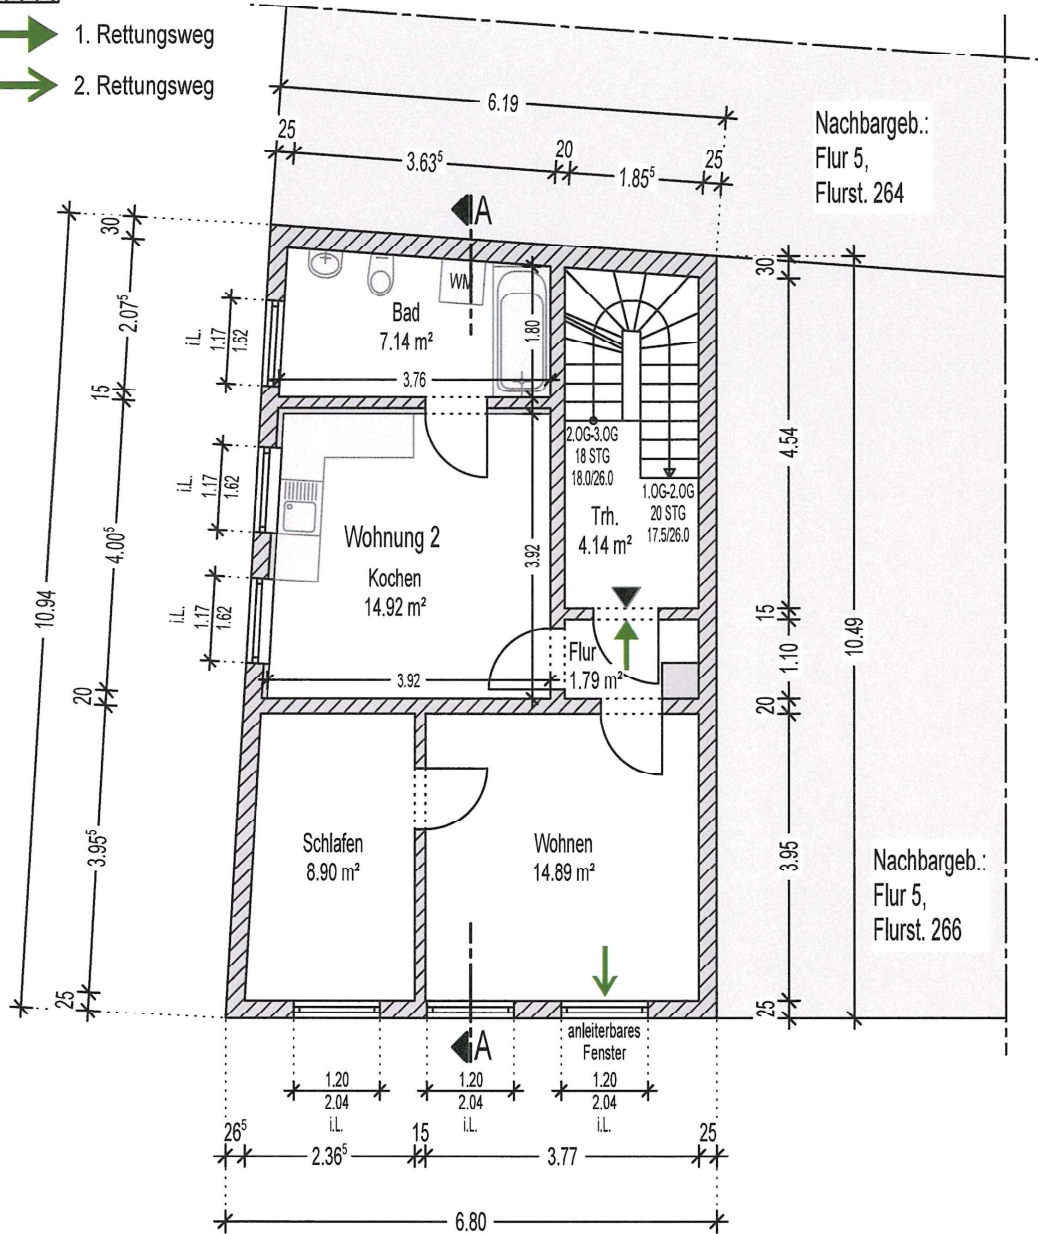 1. Rettungsweg
2. Rettungsweg
6.19
25
3.63⁵
20
1.85⁵
25
Nachbargeb.:
Flur 5,
Flurst. 264
A
30
2.07⁵
15
4.00⁵
20
3.95⁵
25
10.94
i.L.
1.17
1.62
i.L.
1.17
1.62
i.L.
1.17
1.62
WM
Bad
7.14 m²
1.80
3.76
2.OG-3.OG
18 STG
18.0/26.0
1.OG-2.OG
20 STG
17.5/26.0
Trh.
4.14 m²
Wohnung 2
Kochen
14.92 m²
3.92
3.92
Flur
1.79 m²
Schlafen
8.90 m²
Wohnen
14.89 m²
30
4.54
15
1.10
20
3.95
25
10.49
Nachbargeb.:
Flur 5,
Flurst. 266
A
anleiterbares
Fenster
1.20
2.04
i.L.
1.20
2.04
i.L.
1.20
2.04
i.L.
26⁵
2.36⁵
15
3.77
25
6.80